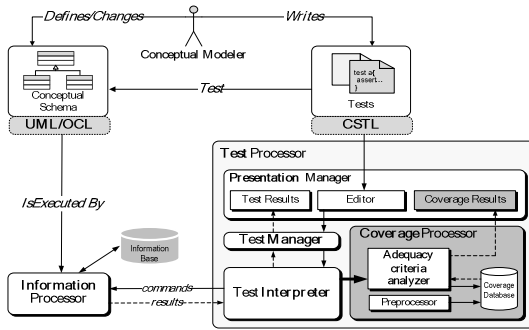 Defines/Changes
Writes
Conceptual Modeler
test a{
assert...
}
Conceptual
Schema
Test
Tests
UML/OCL
CSTL
Test Processor
Presentation Manager
Test Results
Editor
Coverage Results
IsExecuted By
Test Manager
Coverage Processor
Information
Base
Adequacy
criteria
analyzer
Information
Processor
commands
results
Test Interpreter
Preprocessor
Coverage
Database